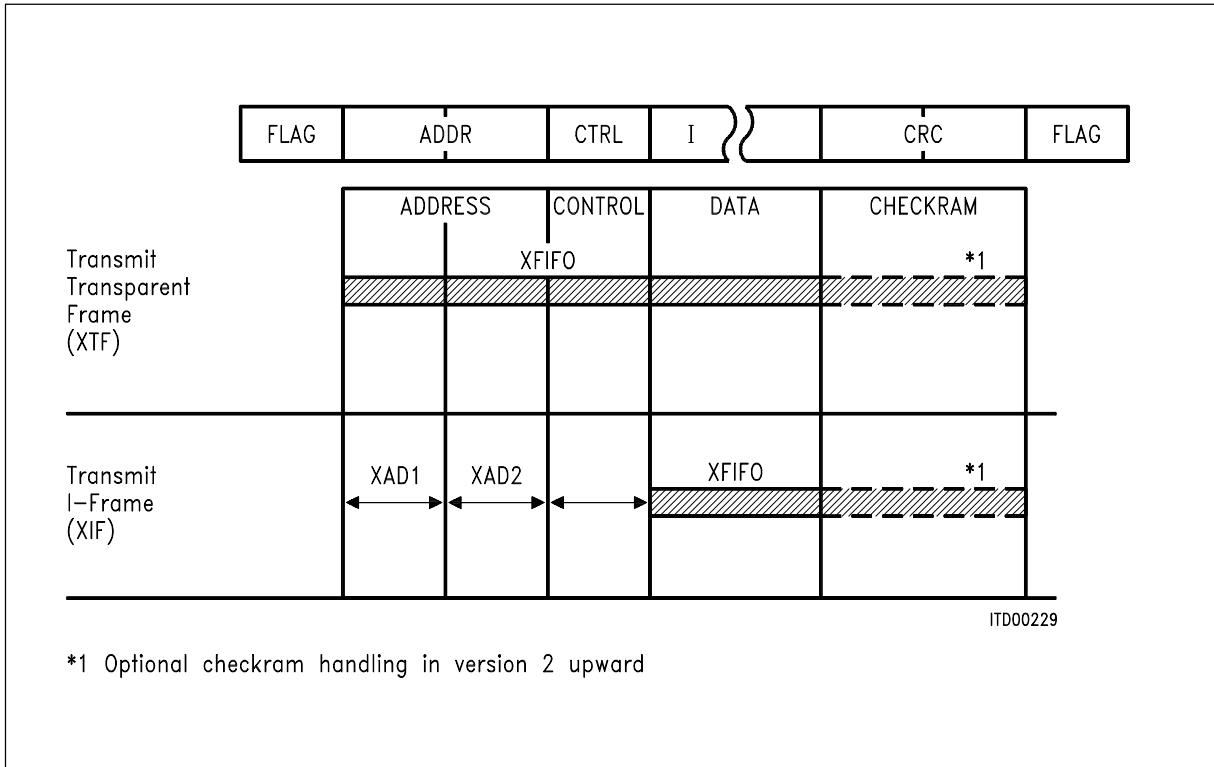 FLAG ADDR CTRL I CRC FLAG
ADDRESS CONTROL DATA CHECKRAM
XFIFO *1
Transmit
Transparent
Frame
(XTF)
XAD1 XAD2 XFIFO *1
Transmit
I-Frame
(XIF)
ITD00229
*1 Optional checkram handling in version 2 upward